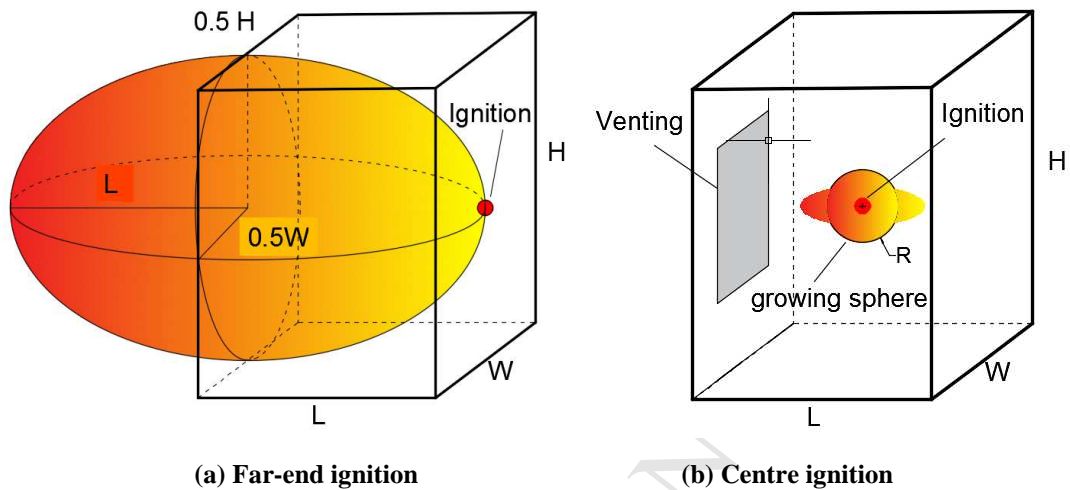 0.5 H
Ignition
H
L
0.5W
W
L
(a) Far-end ignition
Venting
Ignition
H
R
growing sphere
W
L
(b) Centre ignition
N